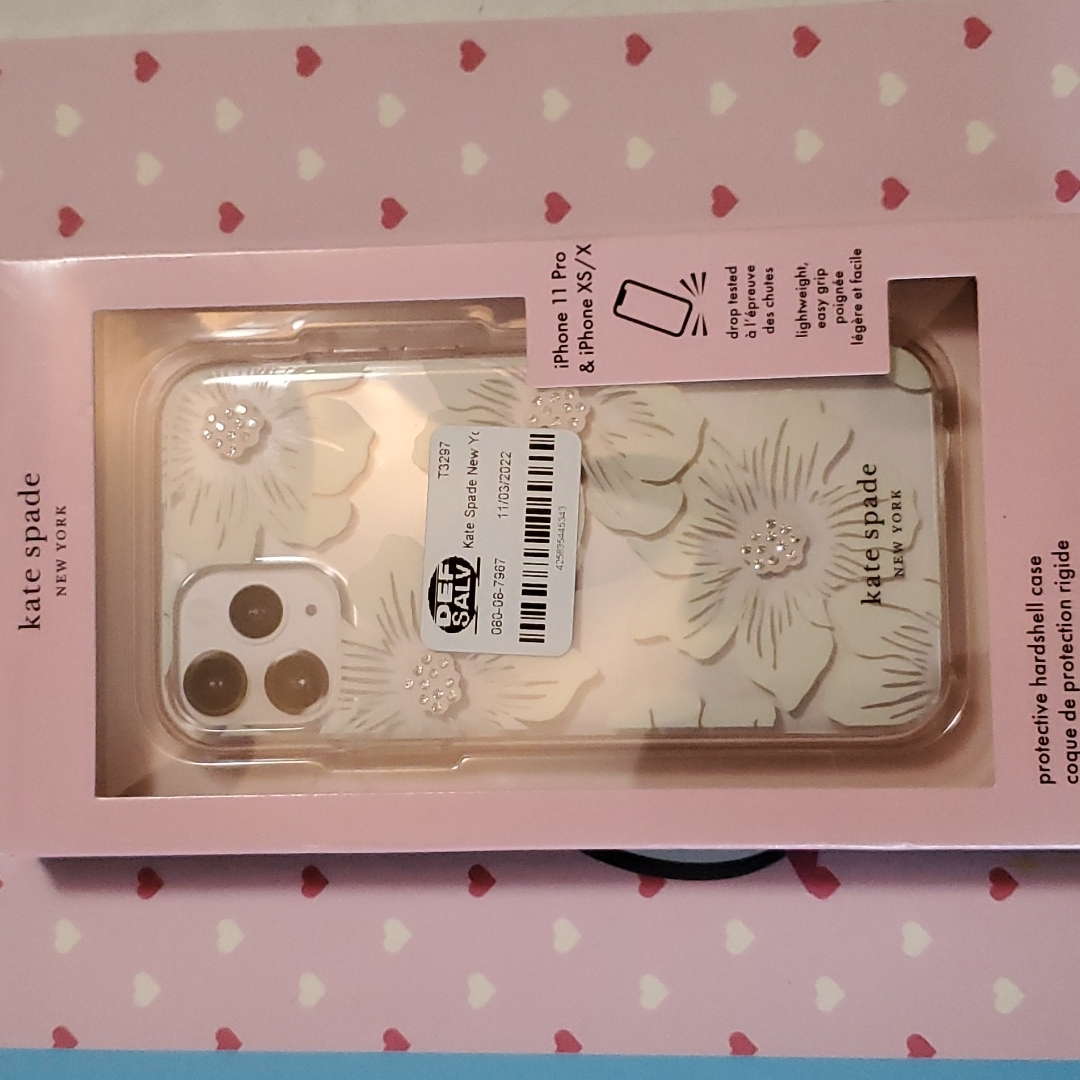 kate spade
NEW YORK
iPhone 11 Pro
& iPhone XS/X
drop tested
à l'épreuve
des chutes
lightweight,
easy grip
poignée
légère et facile
T3297
DEF
SALV
Kate Spade New Yo
080-06-7967
11/03/2022
kate spade
NEW YORK
protective hardshell case
coque de protection rigide